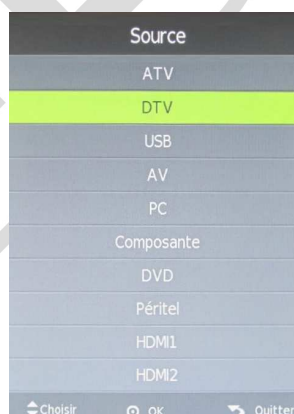 Source
ATV
DTV
USB
AV
PC
Composante
DVD
Péritel
HDMI1
HDMI2
Choisir OK Quitter